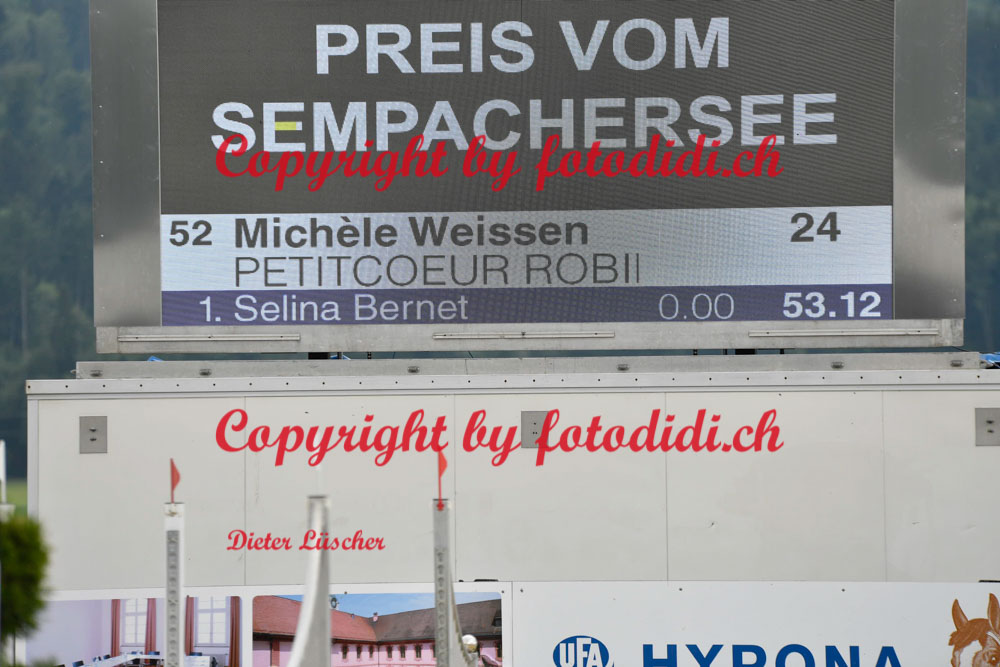 PREIS VOM
SEMPACHERSEE
Copyright by fotodidi.ch
52 Michèle Weissen 24
PETITCOEUR ROBII
1. Selina Bernet 0.00 53.12
Copyright by fotodidi.ch
Dieter Lüscher
UFA HYPONA